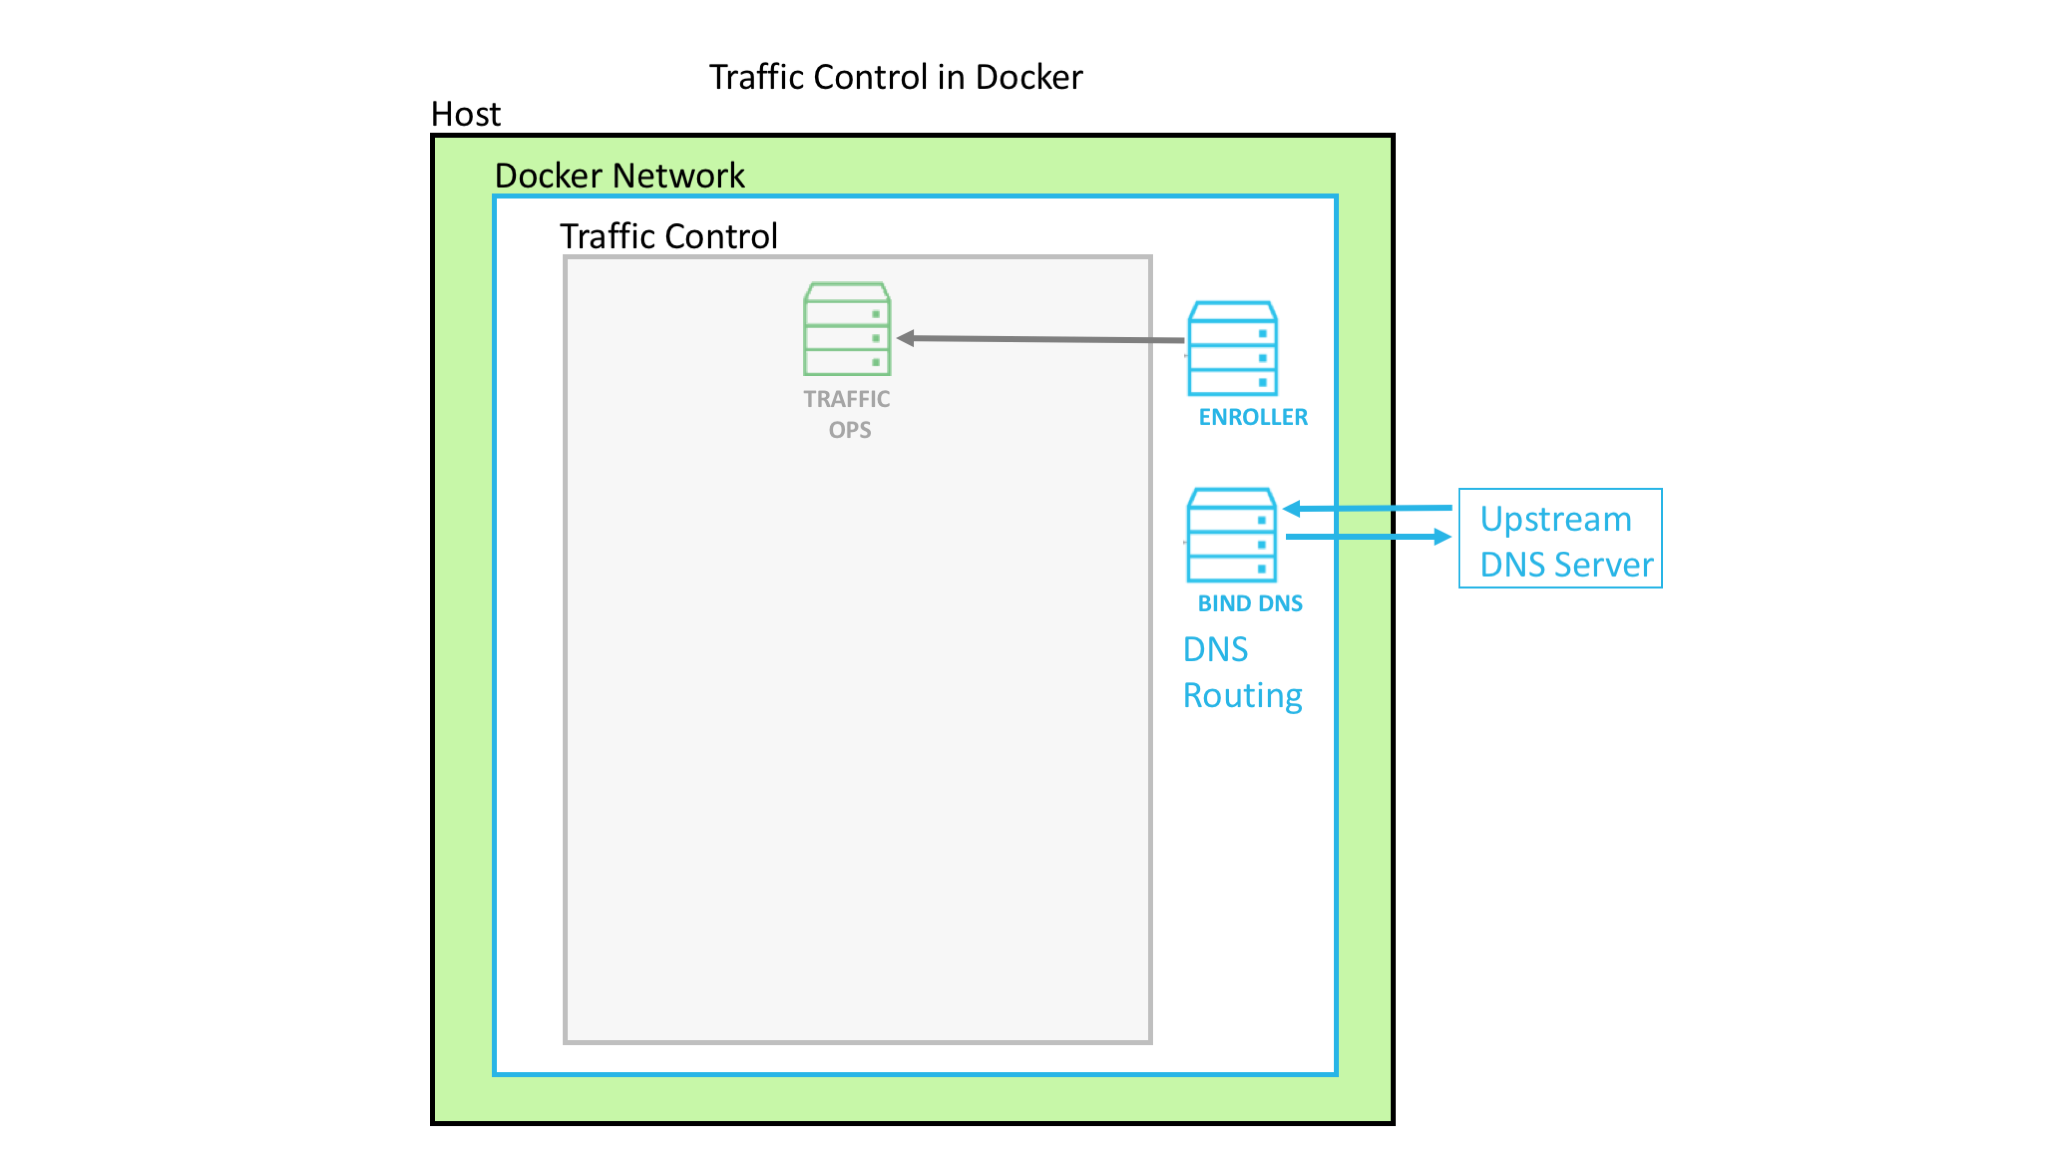 Traffic Control in Docker
Host
Docker Network
Traffic Control
TRAFFIC
OPS
ENROLLER
Upstream
DNS Server
BIND DNS
DNS
Routing